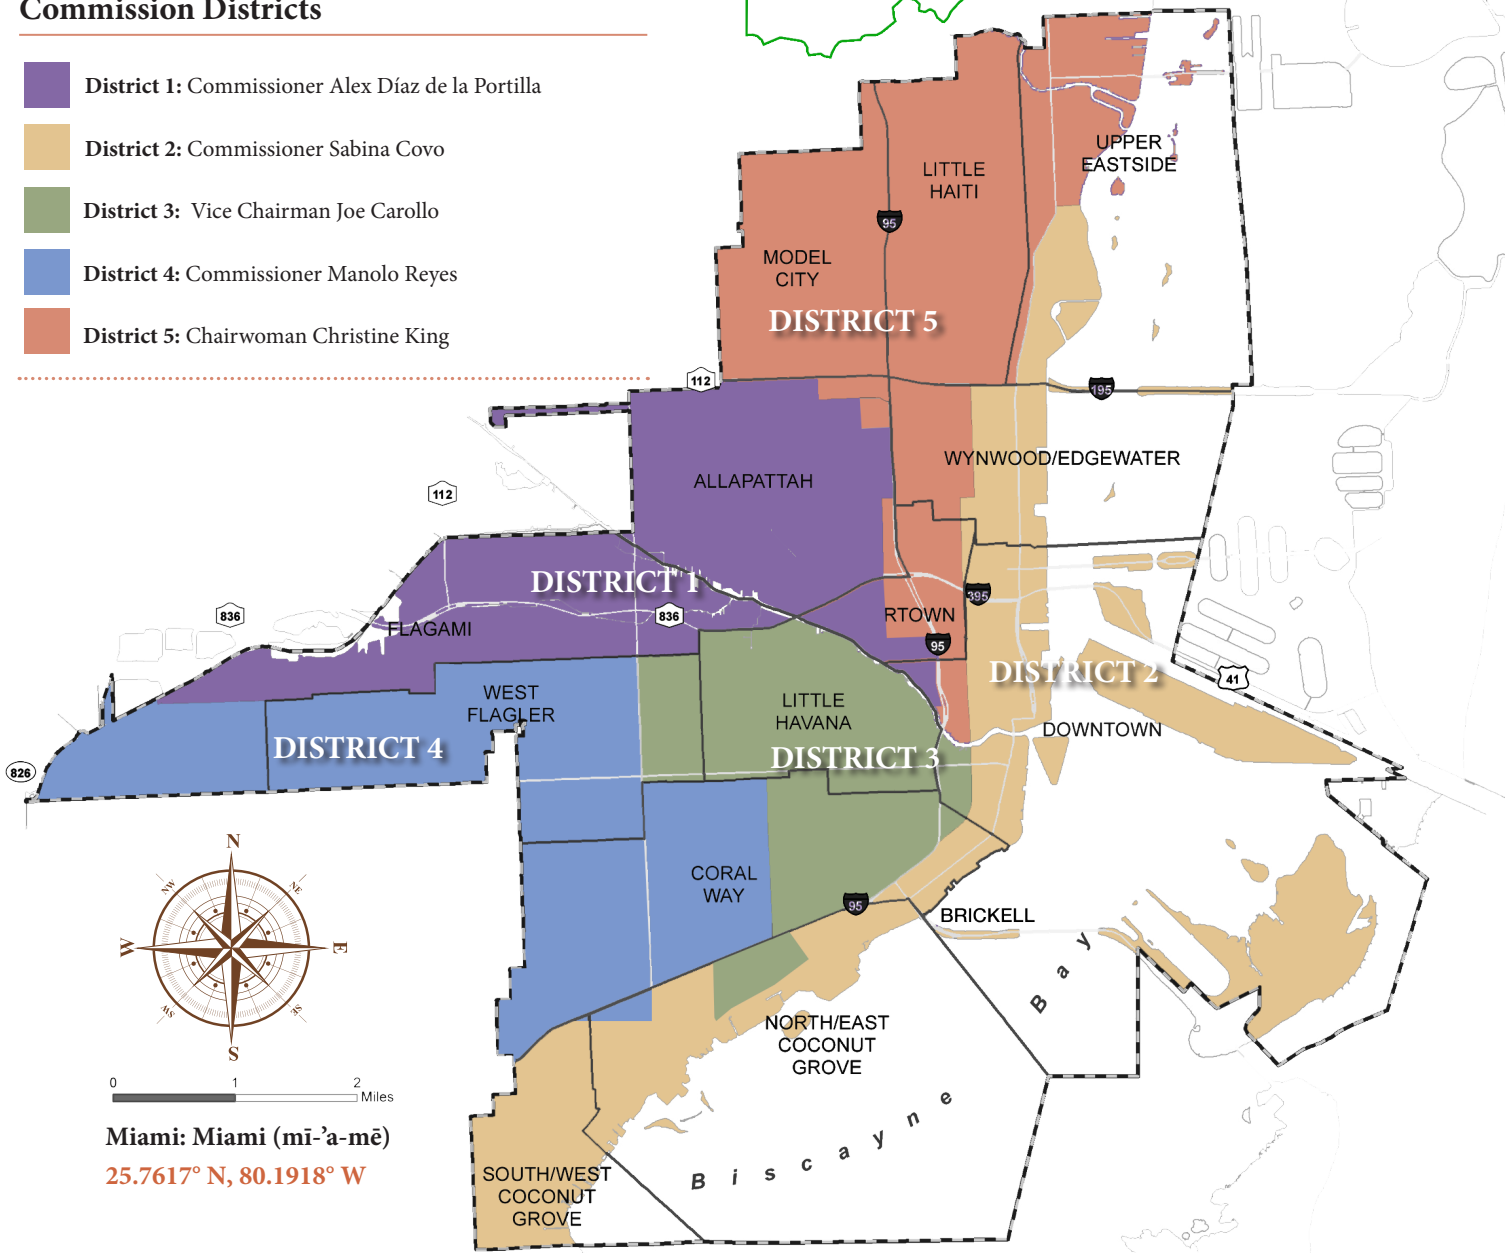 Commission Districts
District 1: Commissioner Alex Díaz de la Portilla
District 2: Commissioner Sabina Covo
District 3: Vice Chairman Joe Carollo
District 4: Commissioner Manolo Reyes
District 5: Chairwoman Christine King
UPPER
EASTSIDE
LITTLE
HAITI
95
MODEL
CITY
DISTRICT 5
112
195
WYNWOOD/EDGEWATER
ALLAPATTAH
112
DISTRICT 1
395
836
836
RTOWN
FLAGAMI
95
DISTRICT 2
41
WEST
FLAGLER
LITTLE
HAVANA
DOWNTOWN
DISTRICT 4
DISTRICT 3
826
CORAL
WAY
95
BRICKELL
N
NW
NE
W
E
SW
SE
S
NORTH/EAST
COCONUT
GROVE
0 1 2
Miles
Biscayne Bay
Miami: Miami (mī-’a-mē)
25.7617° N, 80.1918° W
SOUTH/WEST
COCONUT
GROVE